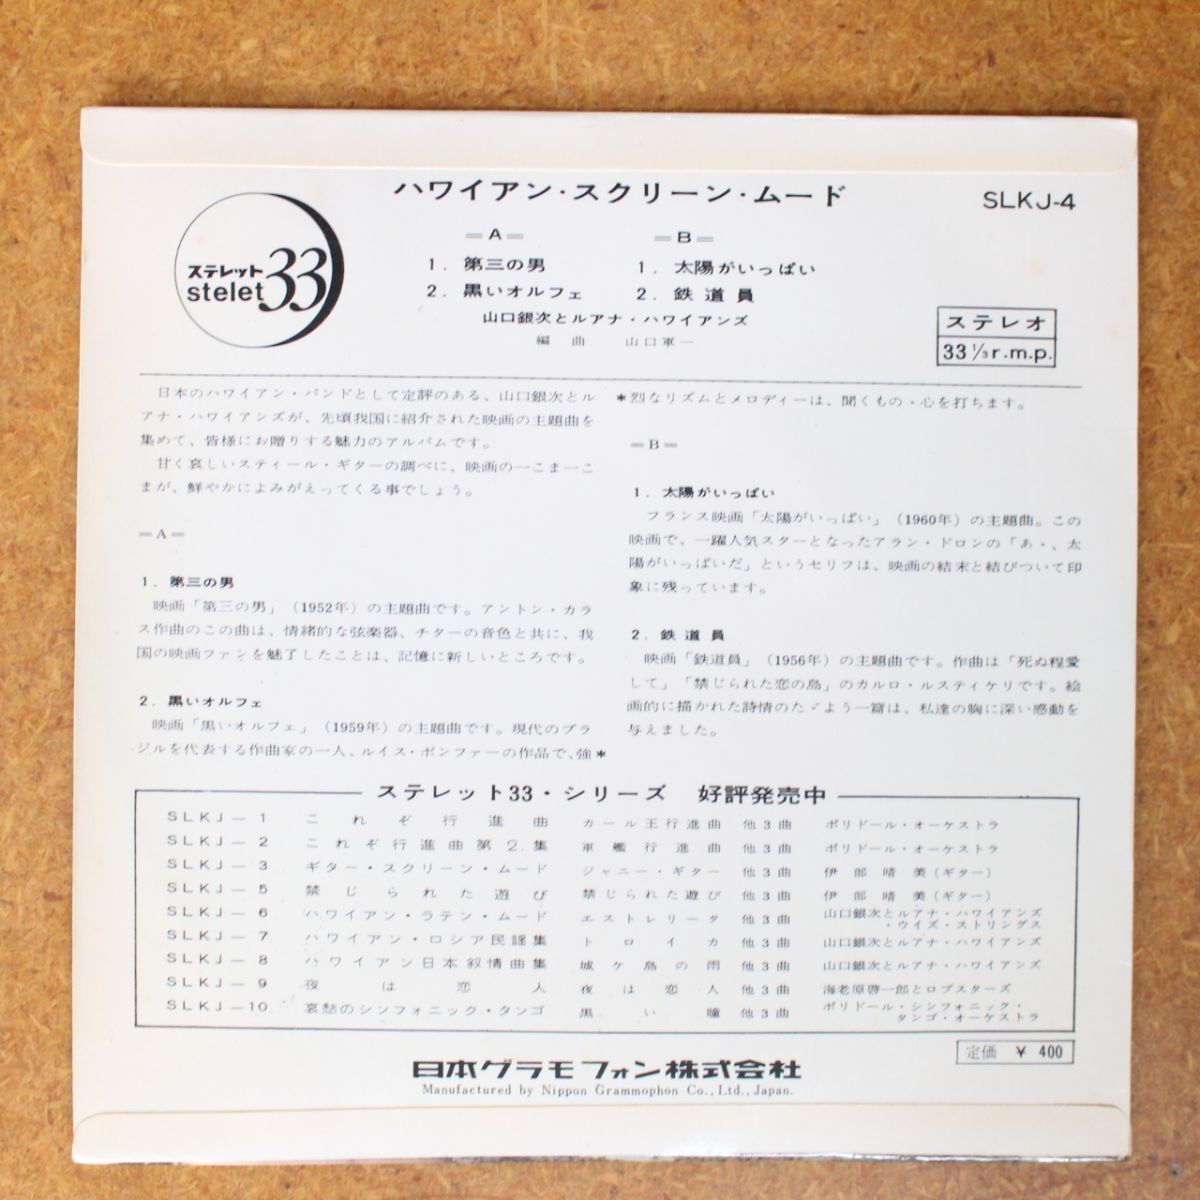 ハワイアン・スクリーン・ムード
SLKJ-4
ステレット
stelet 33
＝A＝
1. 第三の男
2. 黒いオルフェ
＝B＝
1. 太陽がいっぱい
2. 鉄道員
山口銀次とルアナ・ハワイアンズ
編曲 山口軍一
ステレオ
33 1/3 r.m.p.
日本のハワイアン・バンドとして定評のある、山口銀次とル
アナ・ハワイアンズが、先頃我国に紹介された映画の主題曲を
集めて、皆様にお贈りする魅力のアルバムです。
甘く哀しいスティール・ギターの調べに、映画の一こま一こ
まが、鮮やかによみがえってくる事でしょう。
＝A＝
1. 第三の男
映画「第三の男」（1952年）の主題曲です。アントン・カラ
ス作曲のこの曲は、情緒的な弦楽器、チターの音色と共に、我
国の映画ファンを魅了したことは、記憶に新しいところです。
2. 黒いオルフェ
映画「黒いオルフェ」（1959年）の主題曲です。現代のブラ
ジルを代表する作曲家の一人、ルイス・ボンファーの作品で、強＊
＊烈なリズムとメロディーは、聞くものゝ心を打ちます。
＝B＝
1. 太陽がいっぱい
フランス映画「太陽がいっぱい」（1960年）の主題曲。この
映画で、一躍人気スターとなったアラン・ドロンの「あゝ、太
陽がいっぱいだ」というセリフは、映画の結末と結びついて印
象に残っています。
2. 鉄道員
映画「鉄道員」（1956年）の主題曲です。作曲は「死ぬ程愛
して」「禁じられた恋の島」のカルロ・ルスティケリです。絵
画的に描かれた詩情のたゞよう一篇は、私達の胸に深い感動を
与えました。
ステレット33・シリーズ 好評発売中
SLKJ－1 これぞ行進曲 カール王行進曲 他3曲 ポリドール・オーケストラ
SLKJ－2 これぞ行進曲第2集 軍艦行進曲 他3曲 ポリドール・オーケストラ
SLKJ－3 ギター・スクリーン・ムード ジャニー・ギター 他3曲 伊部晴美（ギター）
SLKJ－5 禁じられた遊び 禁じられた遊び 他3曲 伊部晴美（ギター）
SLKJ－6 ハワイアン・ラテン・ムード エストレリータ 他3曲 山口銀次とルアナ・ハワイアンズ
・ウイズ・ストリングス
SLKJ－7 ハワイアン・ロシア民謡集 トロイカ 他3曲 山口銀次とルアナ・ハワイアンズ
SLKJ－8 ハワイアン日本叙情曲集 城ケ島の雨 他3曲 山口銀次とルアナ・ハワイアンズ
SLKJ－9 夜は恋人 夜は恋人 他3曲 海老原啓一郎とロブスターズ
SLKJ－10 哀愁のシンフォニック・タンゴ 黒い瞳 他3曲 ポリドール・シンフォニック・
タンゴ・オーケストラ
定価 ￥400
日本グラモフォン株式会社
Manufactured by Nippon Grammophon Co., Ltd., Japan.